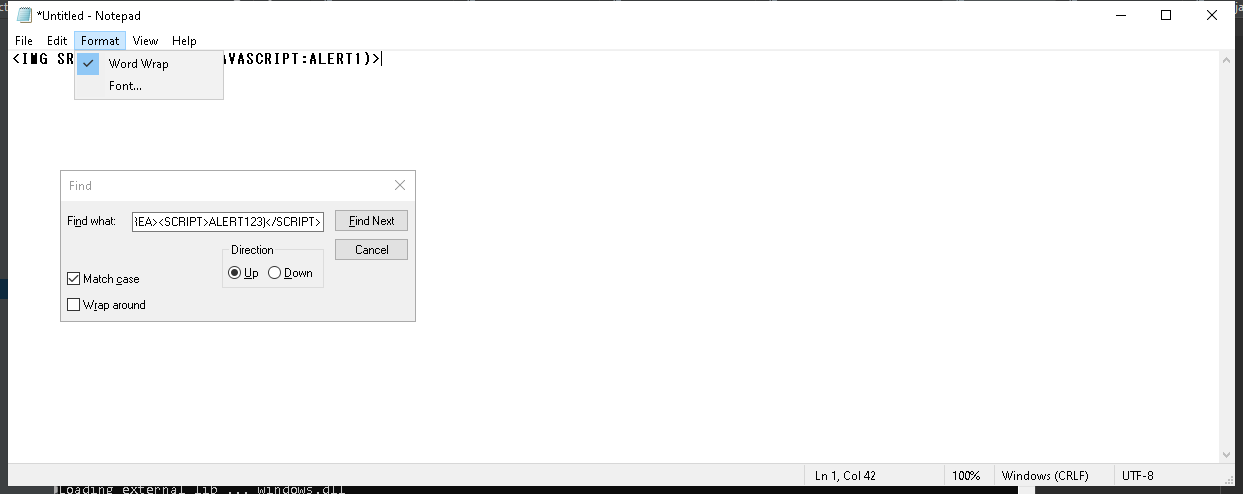 *Untitled - Notepad
File Edit Format View Help
<IMG SR AVASCRIPT:ALERT1)>
Word Wrap
Font...
Find
Find what: EA><SCRIPT>ALERT123)</SCRIPT> Find Next
Direction Cancel
Up Down
Match case
Wrap around
Ln 1, Col 42 100% Windows (CRLF) UTF-8
Loading external lib ... windows.dll